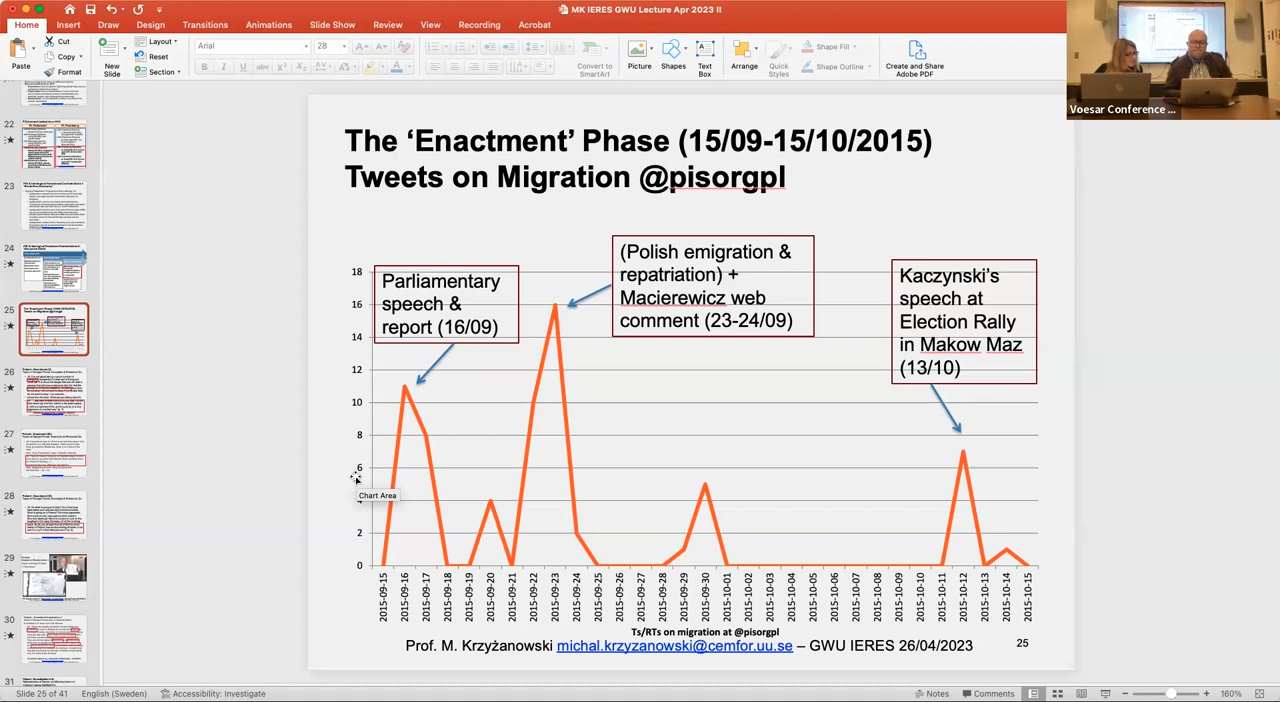 MK IERES GWU Lecture Apr 2023 II
Home Insert Draw Design Transitions Animations Slide Show Review View Recording Acrobat
Paste
Cut
Copy
Format
New
Slide
Layout
Reset
Section
Arial
28
Convert to
SmartArt
Picture
Shapes
Text
Box
Arrange
Quick
Styles
Shape Fill
Shape Outline
Create and Share
Adobe PDF
Voesar Conference ...
22
23
24
25
26
27
28
29
30
31
The ‘Enactment’ Phase (15/09-15/10/2015),
Tweets on Migration @pisorgpl
Parliamentary
speech &
report (16/09)
(Polish emigration &
repatriation) +
Macierewicz web
comment (23-24/09)
Kaczynski’s
speech at
Election Rally
in Makow Maz
(13/10)
18
16
14
12
10
8
6
4
2
0
Chart Area
2015-09-15
2015-09-16
2015-09-17
2015-09-18
2015-09-19
2015-09-20
2015-09-21
2015-09-22
2015-09-23
2015-09-24
2015-09-25
2015-09-26
2015-09-27
2015-09-28
2015-09-29
2015-09-30
2015-10-01
2015-10-02
2015-10-03
2015-10-04
2015-10-05
2015-10-06
2015-10-07
2015-10-08
2015-10-09
2015-10-10
2015-10-11
2015-10-12
2015-10-13
2015-10-14
2015-10-15
Ts/RTs on migration at @pisorgpl
Prof. M. Krzyżanowski michal.krzyzanowski@cemfor.uu.se – GWU IERES 26/04/2023
25
Slide 25 of 41 English (Sweden) Accessibility: Investigate Notes Comments 160%